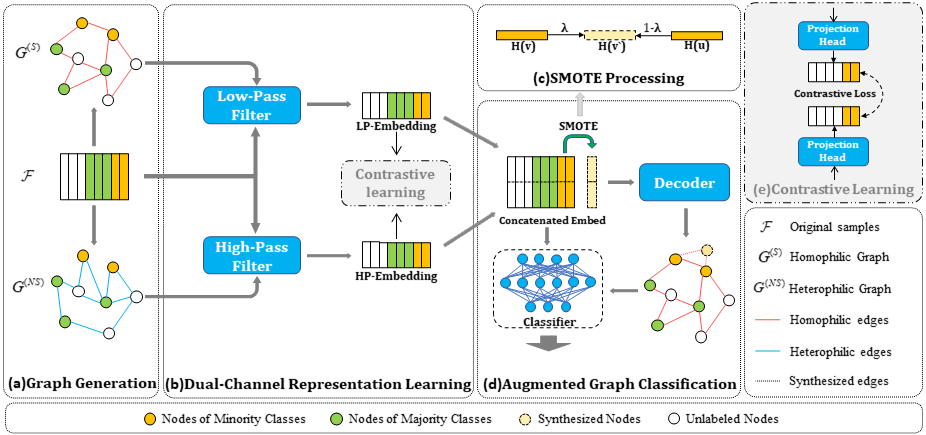 G(S)
F
G(NS)
(a)Graph Generation
Low-Pass
Filter
High-Pass
Filter
LP-Embedding
Contrastive
learning
HP-Embedding
(b)Dual-Channel Representation Learning
λ
1-λ
H(v)
H(v`)
H(u)
(c)SMOTE Processing
SMOTE
Concatenated Embed
Decoder
Classifier
(d)Augmented Graph Classification
Projection
Head
Contrastive Loss
Projection
Head
(e)Contrastive Learning
F Original samples
G(S) Homophilic Graph
G(NS) Heterophilic Graph
Homophilic edges
Heterophilic edges
Synthesized edges
Nodes of Minority Classes
Nodes of Majority Classes
Synthesized Nodes
Unlabeled Nodes